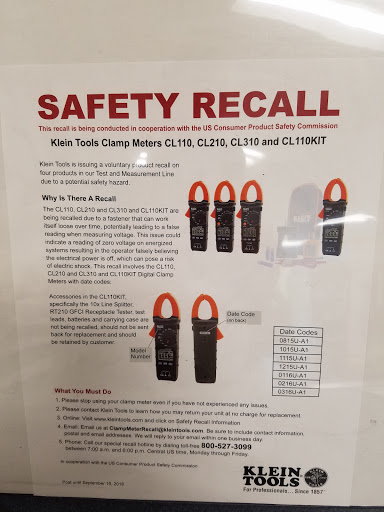 SAFETY RECALL
This recall is being conducted in cooperation with the US Consumer Product Safety Commission
Klein Tools Clamp Meters CL110, CL210, CL310 and CL110KIT
Klein Tools is issuing a voluntary product recall on
four products in our Test and Measurement Line
due to a potential safety hazard.
Why Is There A Recall
The CL110, CL210 and CL310 and CL110KIT are
being recalled due to a fastener that can work
itself loose over time, potentially leading to a false
reading when measuring voltage. This issue could
indicate a reading of zero voltage on energized
systems resulting in the operator falsely believing
the electrical power is off, which can pose a risk
of electric shock. This recall involves the CL110,
CL210 and CL310 and CL110KIT Digital Clamp
Meters with date codes:
Accessories in the CL110KIT,
specifically the 10x Line Splitter,
RT210 GFCI Receptacle Tester, test
leads, batteries and carrying case are
not being recalled, should not be sent
back for replacement and should
be retained by customer.
Model
Number
Date Code
(on back)
Date Codes
0815U-A1
1015U-A1
1115U-A1
1215U-A1
0116U-A1
0216U-A1
0316U-A1
What You Must Do
1. Please stop using your clamp meter even if you have not experienced any issues.
2. Please contact Klein Tools to learn how you may return your unit at no charge for replacement.
3. Online: Visit www.kleintools.com and click on Safety Recall Information
4. Email: Email us at ClampMeterRecall@kleintools.com. Be sure to include contact information,
postal and email addresses. We will reply to your email within one business day.
5. Phone: Call our special recall hotline by dialing toll-free 800-527-3099
between 7:00 a.m. and 6:00 p.m. Central US time, Monday through Friday.
In cooperation with the US Consumer Product Safety Commission
KLEIN
TOOLS
For Professionals... Since 1857